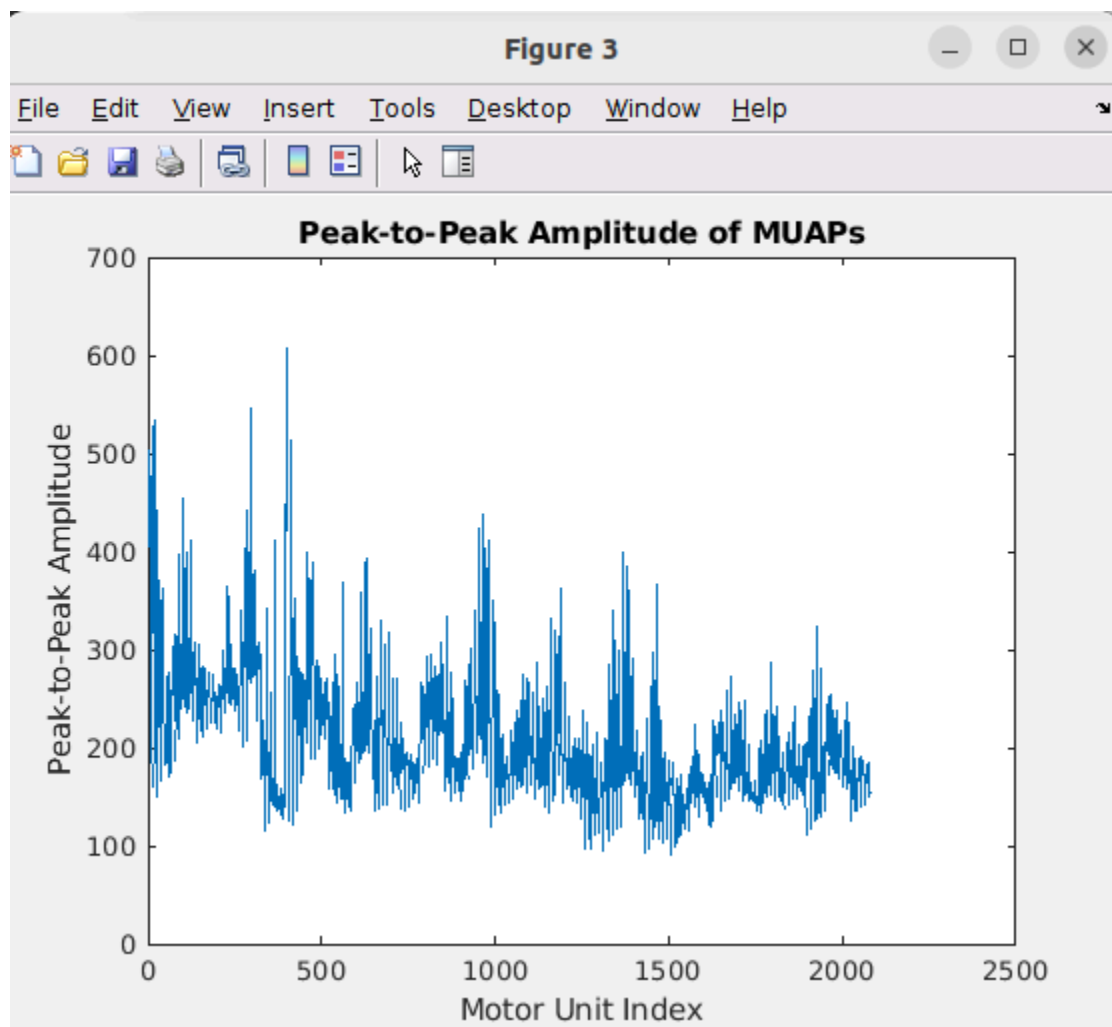 Figure 3
File Edit View Insert Tools Desktop Window Help
Peak-to-Peak Amplitude of MUAPs
700
600
500
400
300
200
100
0
Peak-to-Peak Amplitude
0 500 1000 1500 2000 2500
Motor Unit Index